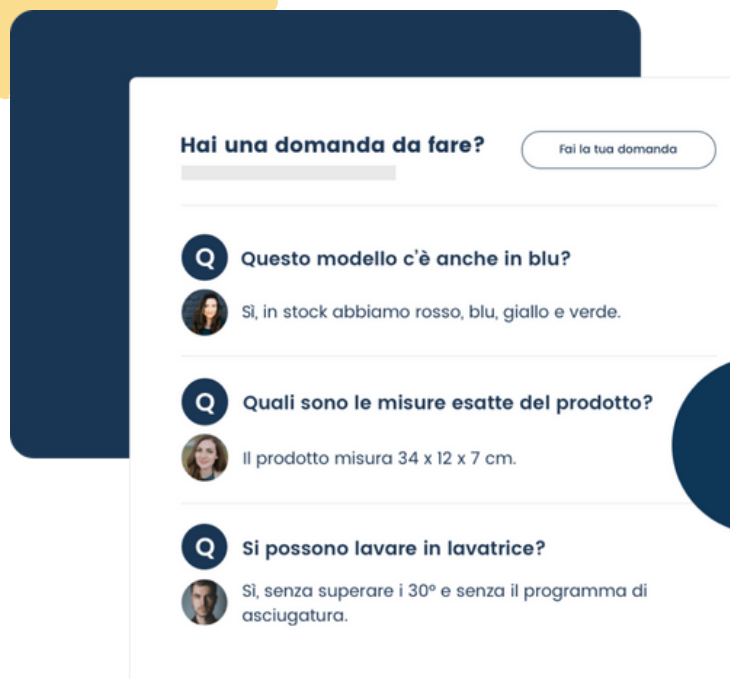 Hai una domanda da fare?
Fai la tua domanda
Q Questo modello c'è anche in blu?
Sì, in stock abbiamo rosso, blu, giallo e verde.
Q Quali sono le misure esatte del prodotto?
Il prodotto misura 34 x 12 x 7 cm.
Q Si possono lavare in lavatrice?
Sì, senza superare i 30° e senza il programma di
asciugatura.